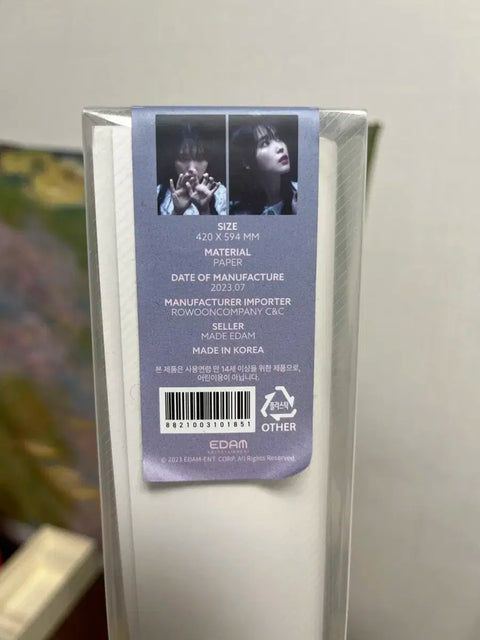 SIZE
420 X 594 MM
MATERIAL
PAPER
DATE OF MANUFACTURE
2023.07
MANUFACTURER IMPORTER
ROWOONCOMPANY C&C
SELLER
MADE EDAM
MADE IN KOREA
본 제품은 사용연령 만 14세 이상을 위한 제품으로,
어린이용이 아닙니다.
8821003101851
플라스틱
OTHER
EDAM
ENTERTAINMENT
© 2023 EDAM-ENT. CORP. All Rights Reserved.